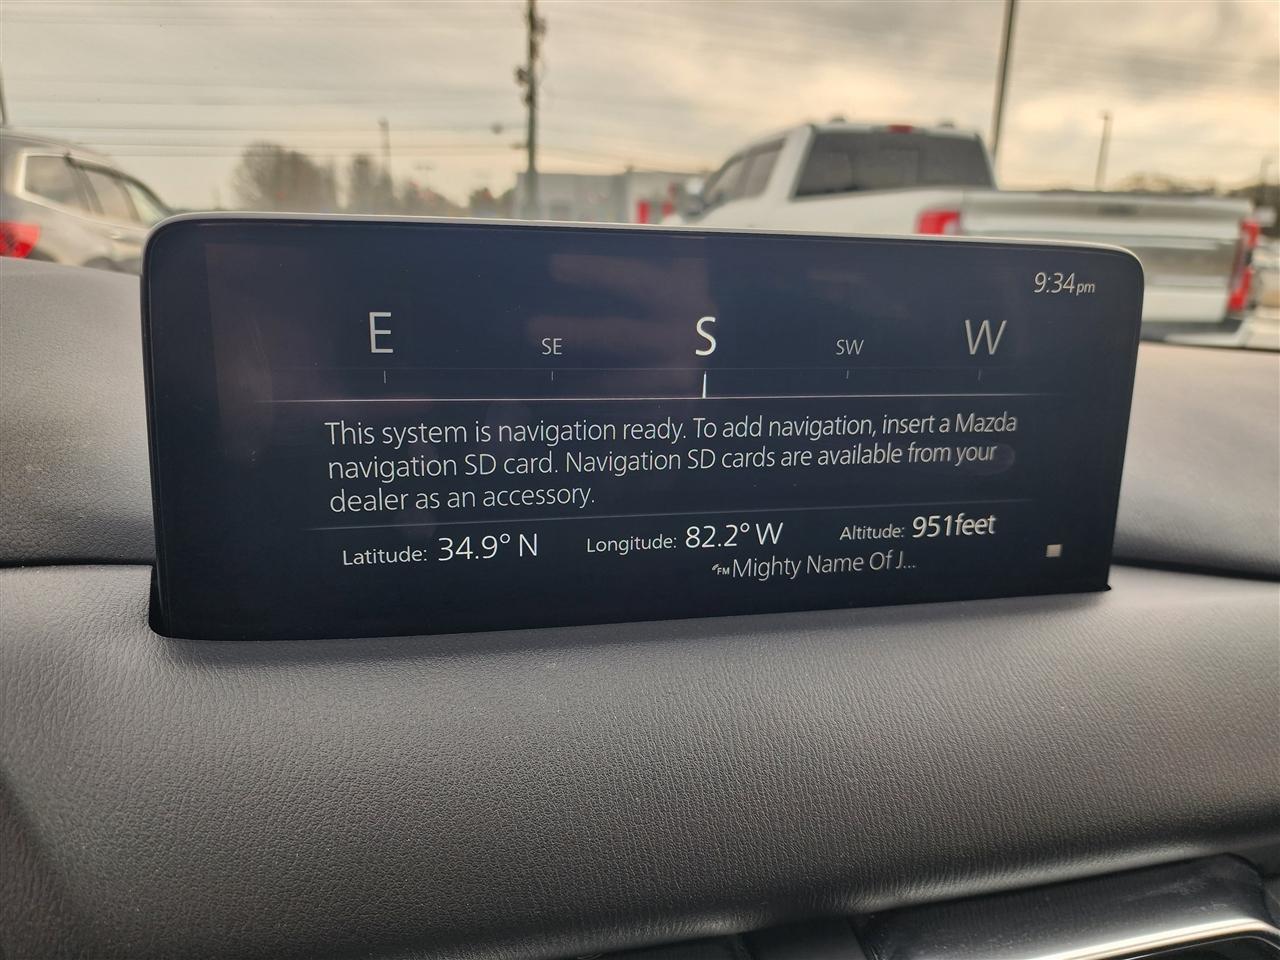 9:34pm
E SE S SW W
This system is navigation ready. To add navigation, insert a Mazda
navigation SD card. Navigation SD cards are available from your
dealer as an accessory.
Latitude: 34.9° N Longitude: 82.2° W Altitude: 951feet
FM Mighty Name Of J...